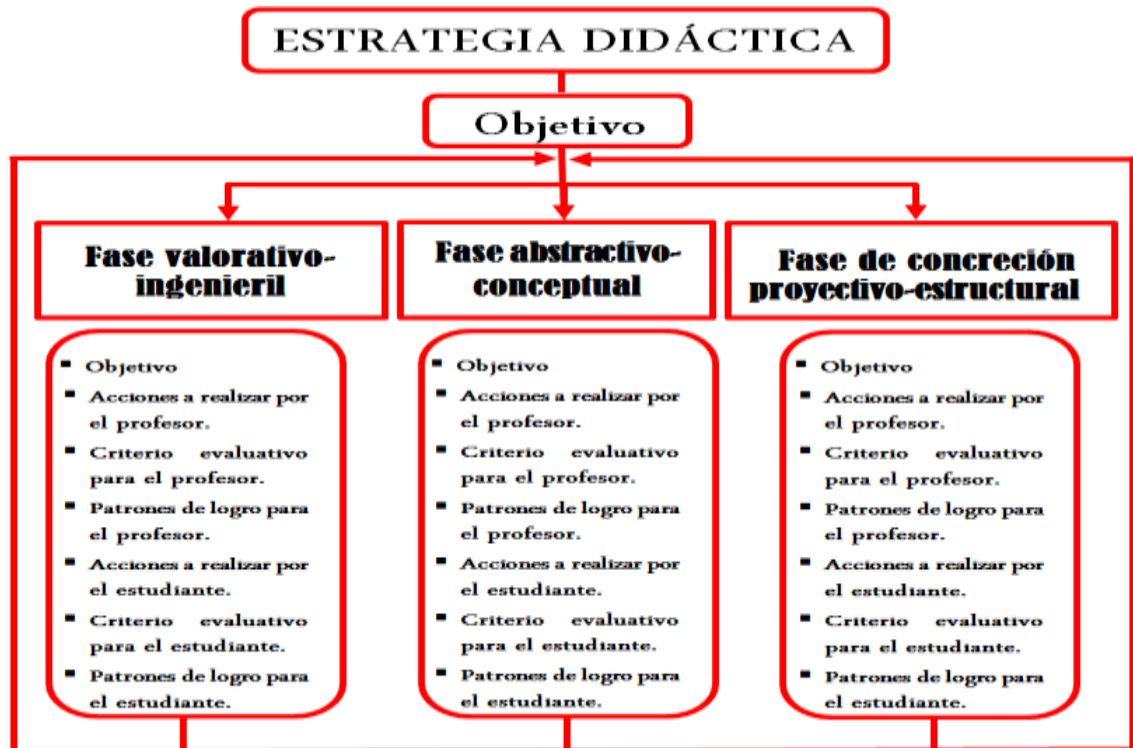 ESTRATEGIA DIDÁCTICA
Objetivo
Fase valorativo-
ingenieril
▪ Objetivo
▪ Acciones a realizar por
el profesor.
▪ Criterio evaluativo
para el profesor.
▪ Patrones de logro para
el profesor.
▪ Acciones a realizar por
el estudiante.
▪ Criterio evaluativo
para el estudiante.
▪ Patrones de logro para
el estudiante.
Fase abstractivo-
conceptual
▪ Objetivo
▪ Acciones a realizar por
el profesor.
▪ Criterio evaluativo
para el profesor.
▪ Patrones de logro para
el profesor.
▪ Acciones a realizar por
el estudiante.
▪ Criterio evaluativo
para el estudiante.
▪ Patrones de logro para
el estudiante.
Fase de concreción
proyectivo-estructural
▪ Objetivo
▪ Acciones a realizar por
el profesor.
▪ Criterio evaluativo
para el profesor.
▪ Patrones de logro para
el profesor.
▪ Acciones a realizar por
el estudiante.
▪ Criterio evaluativo
para el estudiante.
▪ Patrones de logro para
el estudiante.